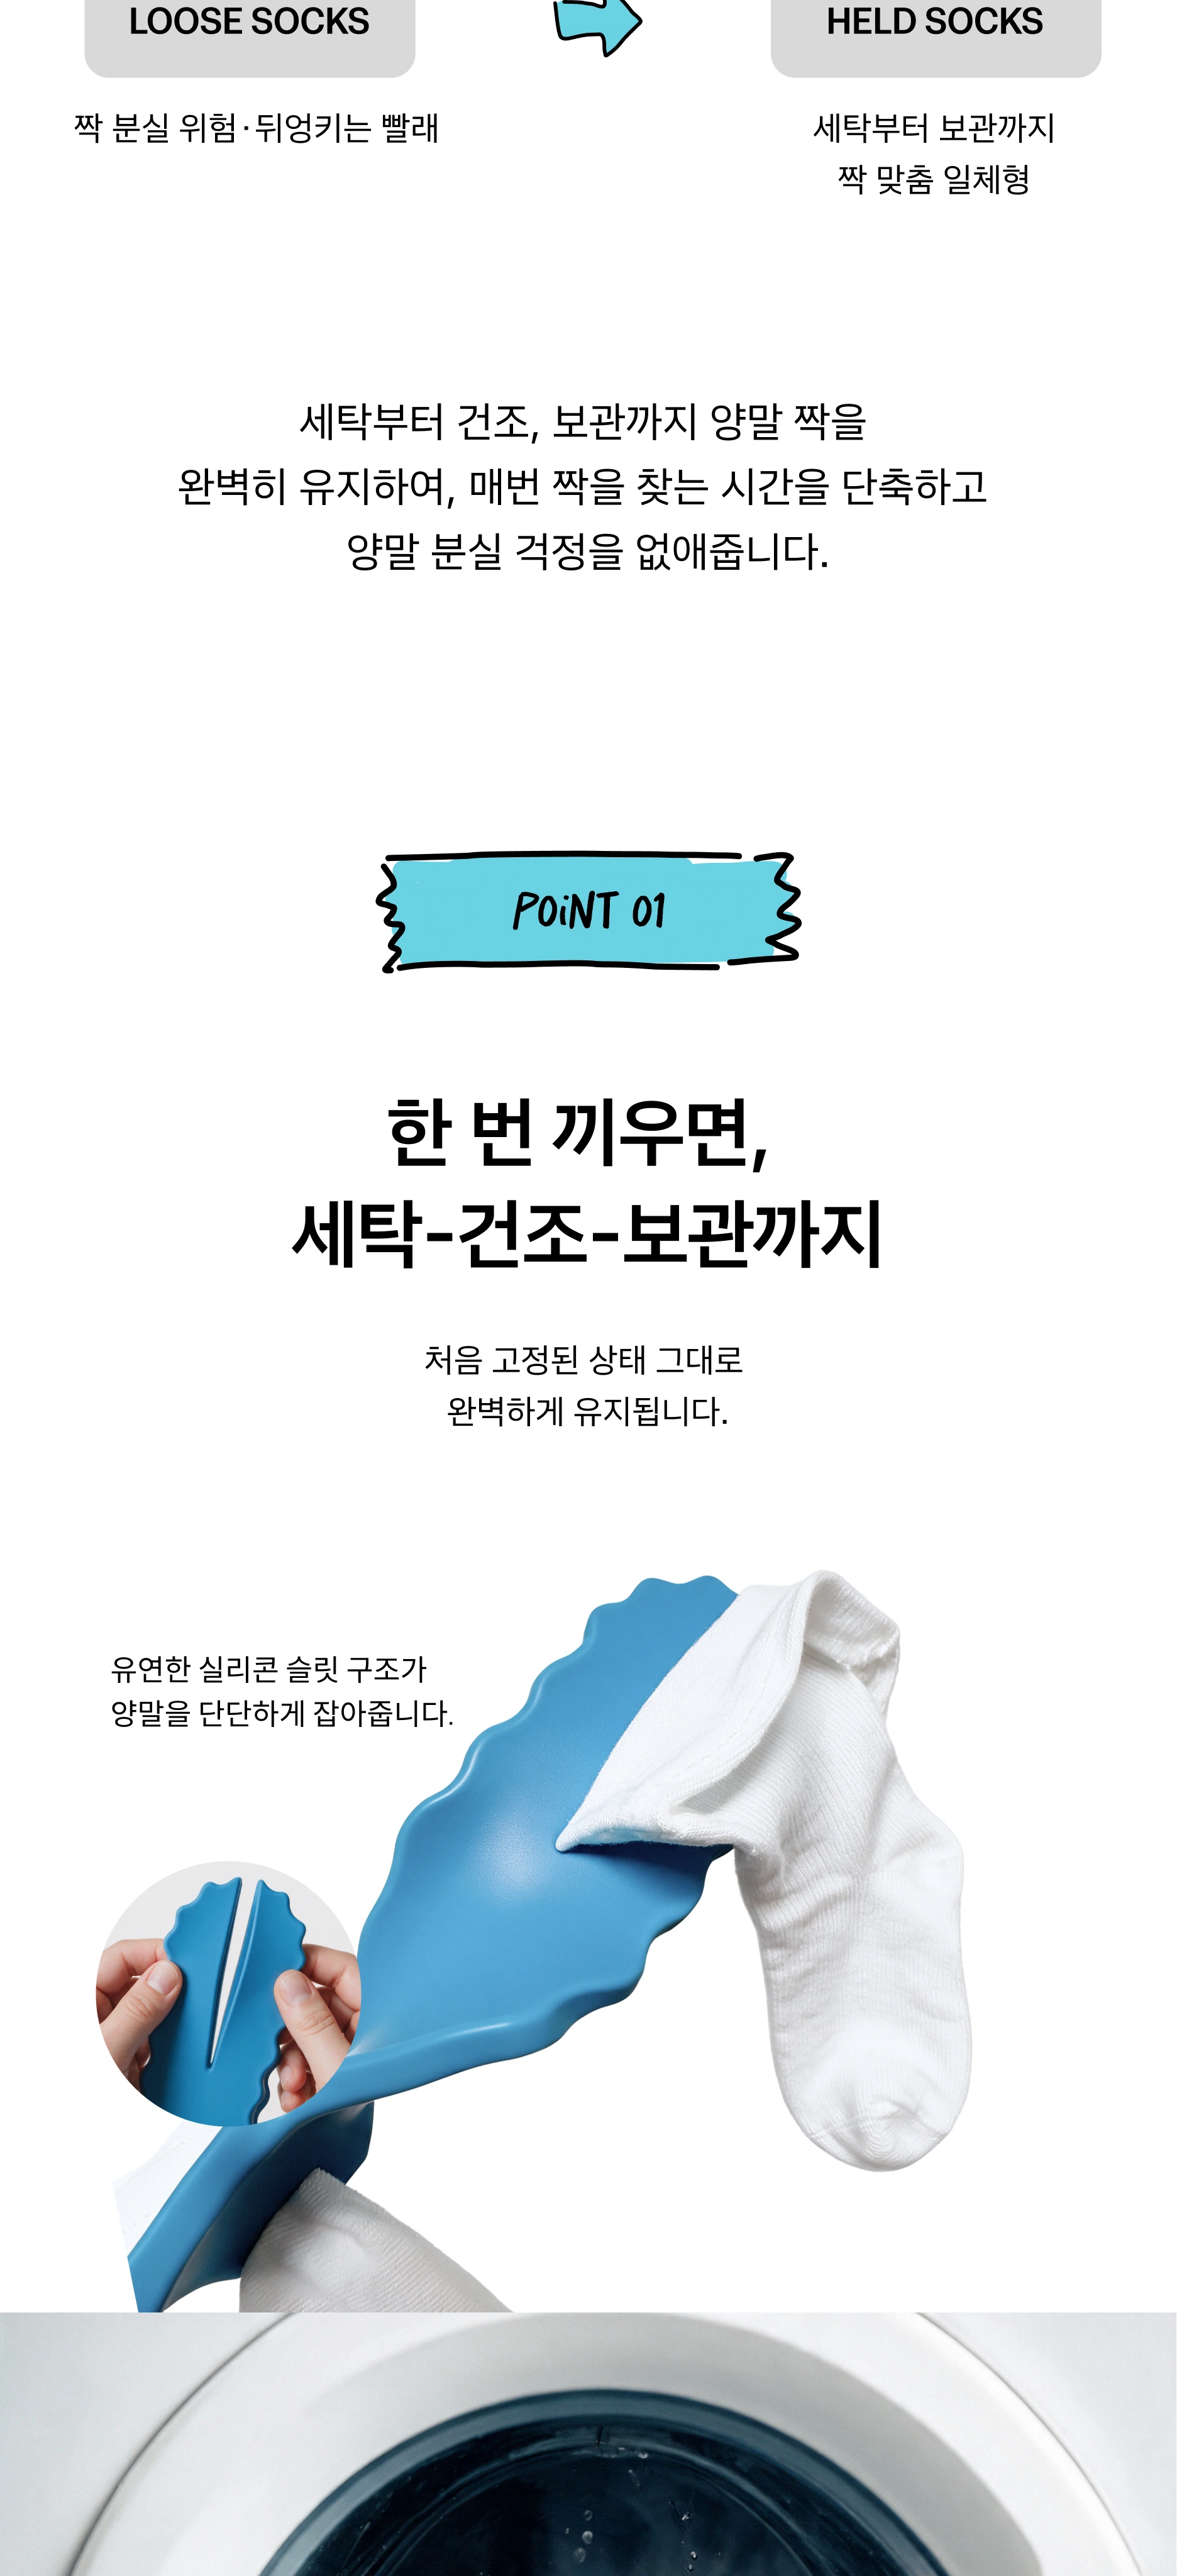 LOOSE SOCKS
HELD SOCKS
짝 분실 위험·뒤엉키는 빨래
세탁부터 보관까지
짝 맞춤 일체형
세탁부터 건조, 보관까지 양말 짝을
완벽히 유지하여, 매번 짝을 찾는 시간을 단축하고
양말 분실 걱정을 없애줍니다.
POiNT 01
한 번 끼우면,
세탁-건조-보관까지
처음 고정된 상태 그대로
완벽하게 유지됩니다.
유연한 실리콘 슬릿 구조가
양말을 단단하게 잡아줍니다.